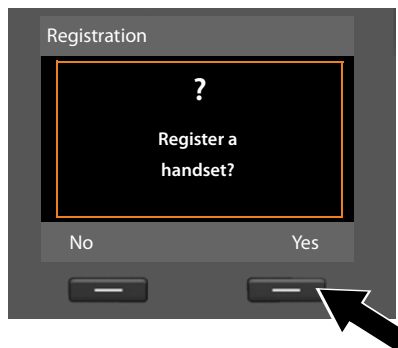 Registration
?
Register a
handset?
No Yes